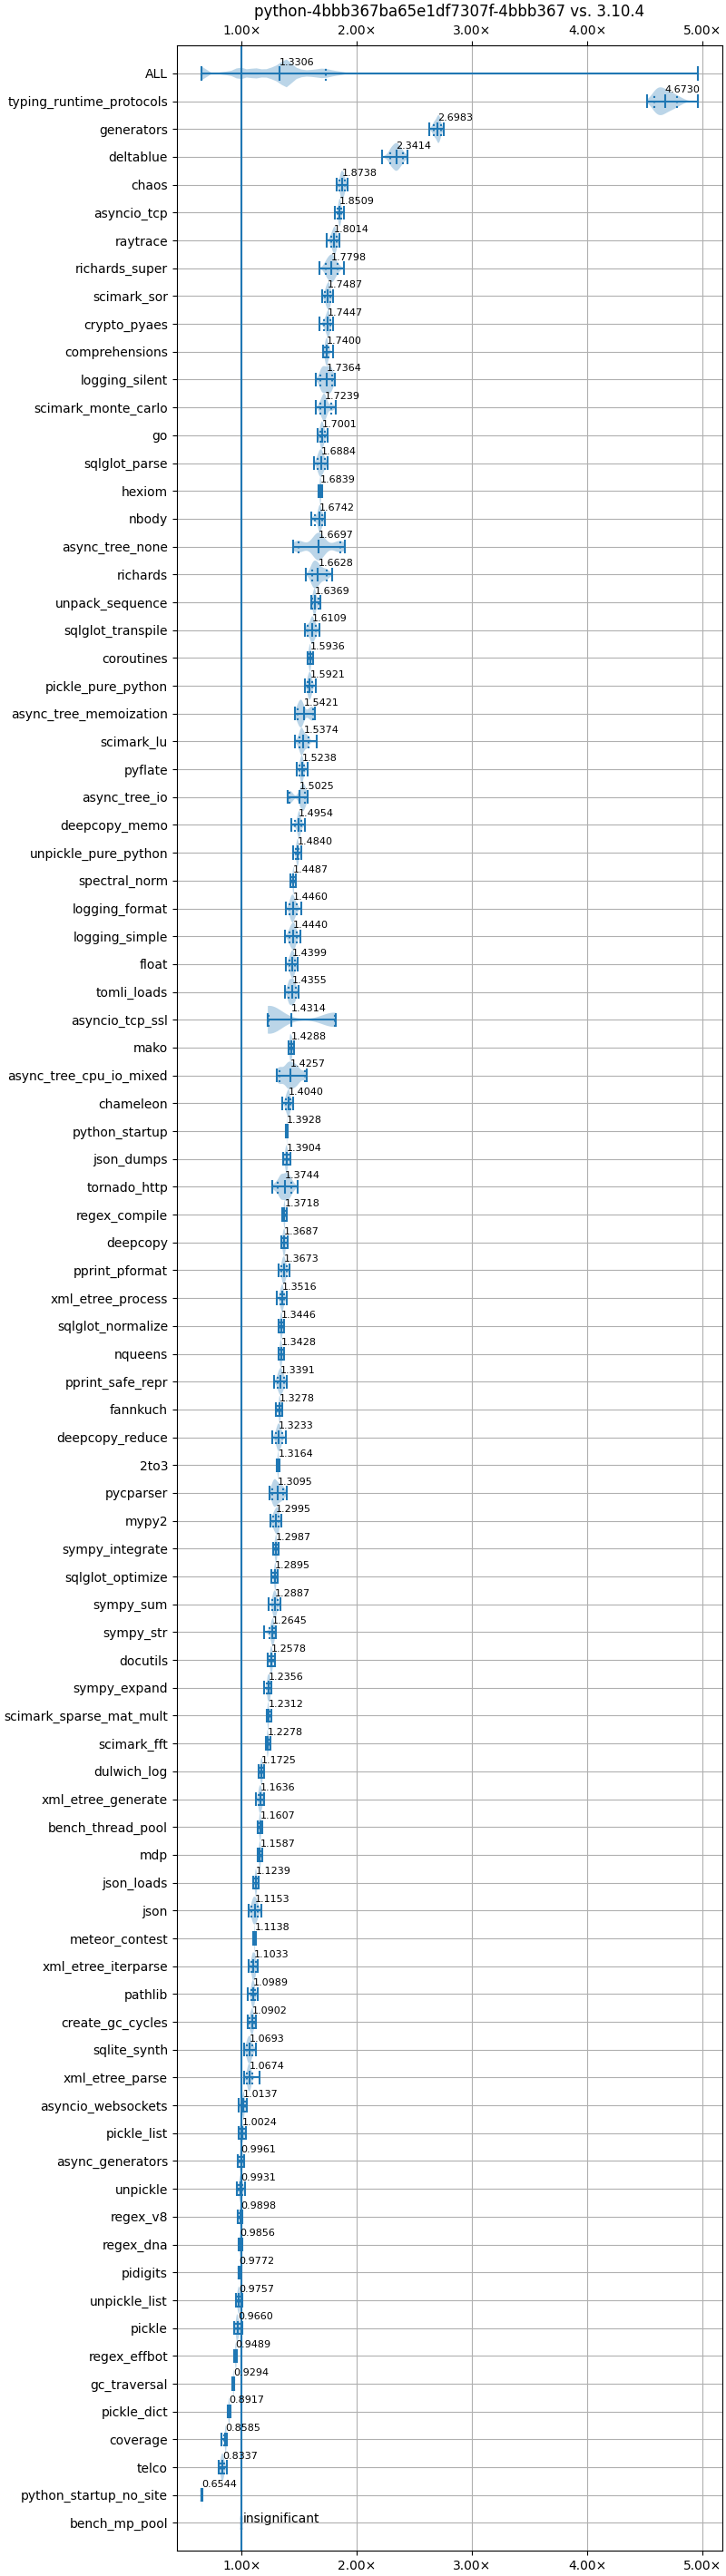 python-4bbb367ba65e1df7307f-4bbb367 vs. 3.10.4
1.00× 2.00× 3.00× 4.00× 5.00×
ALL 1.3306
typing_runtime_protocols 4.6730
generators 2.6983
deltablue 2.3414
chaos 1.8738
asyncio_tcp 1.8509
raytrace 1.8014
richards_super 1.7798
scimark_sor 1.7487
crypto_pyaes 1.7447
comprehensions 1.7400
logging_silent 1.7364
scimark_monte_carlo 1.7239
go 1.7001
sqlglot_parse 1.6884
hexiom 1.6839
nbody 1.6742
async_tree_none 1.6697
richards 1.6628
unpack_sequence 1.6369
sqlglot_transpile 1.6109
coroutines 1.5936
pickle_pure_python 1.5921
async_tree_memoization 1.5421
scimark_lu 1.5374
pyflate 1.5238
async_tree_io 1.5025
deepcopy_memo 1.4954
unpickle_pure_python 1.4840
spectral_norm 1.4487
logging_format 1.4460
logging_simple 1.4440
float 1.4399
tomli_loads 1.4355
asyncio_tcp_ssl 1.4314
mako 1.4288
async_tree_cpu_io_mixed 1.4257
chameleon 1.4040
python_startup 1.3928
json_dumps 1.3904
tornado_http 1.3744
regex_compile 1.3718
deepcopy 1.3687
pprint_pformat 1.3673
xml_etree_process 1.3516
sqlglot_normalize 1.3446
nqueens 1.3428
pprint_safe_repr 1.3391
fannkuch 1.3278
deepcopy_reduce 1.3233
2to3 1.3164
pycparser 1.3095
mypy2 1.2995
sympy_integrate 1.2987
sqlglot_optimize 1.2895
sympy_sum 1.2887
sympy_str 1.2645
docutils 1.2578
sympy_expand 1.2356
scimark_sparse_mat_mult 1.2312
scimark_fft 1.2278
dulwich_log 1.1725
xml_etree_generate 1.1636
bench_thread_pool 1.1607
mdp 1.1587
json_loads 1.1239
json 1.1153
meteor_contest 1.1138
xml_etree_iterparse 1.1033
pathlib 1.0989
create_gc_cycles 1.0902
sqlite_synth 1.0693
xml_etree_parse 1.0674
asyncio_websockets 1.0137
pickle_list 1.0024
async_generators 0.9961
unpickle 0.9931
regex_v8 0.9898
regex_dna 0.9856
pidigits 0.9772
unpickle_list 0.9757
pickle 0.9660
regex_effbot 0.9489
gc_traversal 0.9294
pickle_dict 0.8917
coverage 0.8585
telco 0.8337
python_startup_no_site 0.6544
bench_mp_pool insignificant
1.00× 2.00× 3.00× 4.00× 5.00×